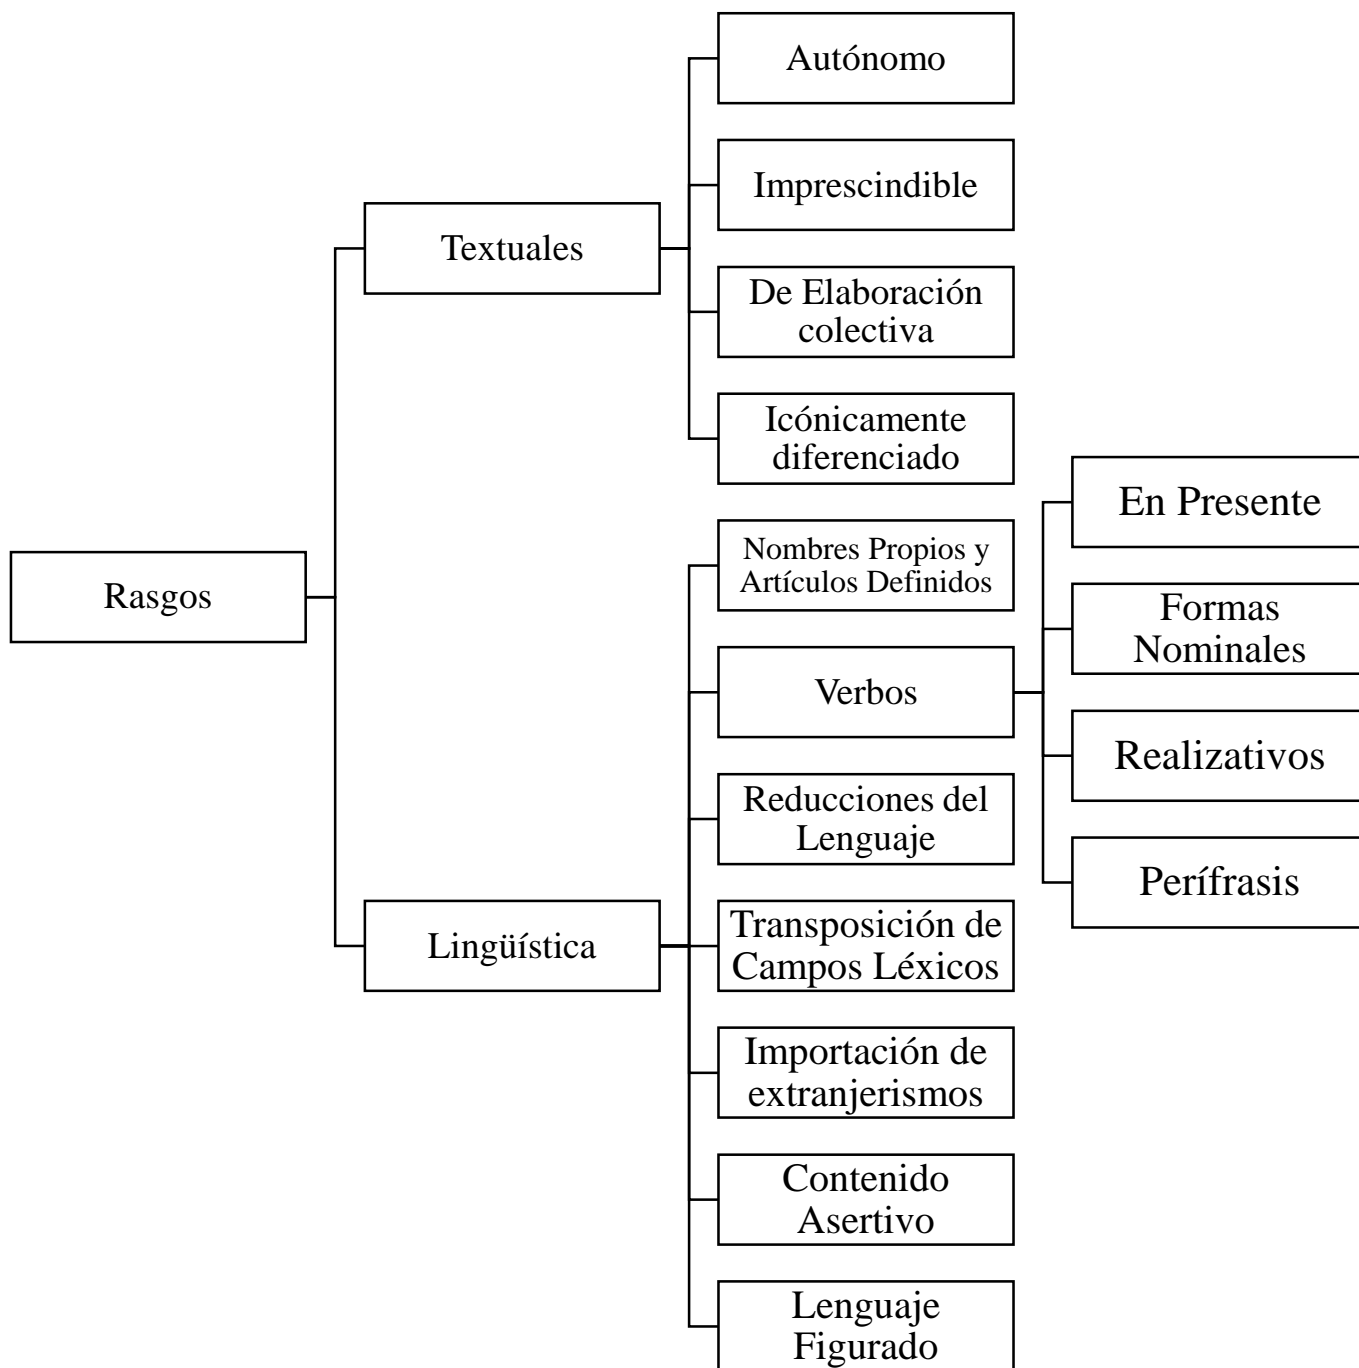 Rasgos
Textuales
Autónomo
Imprescindible
De Elaboración
colectiva
Icónicamente
diferenciado
Lingüística
Nombres Propios y
Artículos Definidos
Verbos
En Presente
Formas
Nominales
Realizativos
Perífrasis
Reducciones del
Lenguaje
Transposición de
Campos Léxicos
Importación de
extranjerismos
Contenido
Asertivo
Lenguaje
Figurado